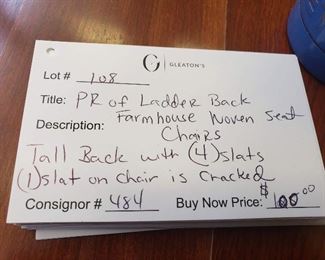 G | GLEATON'S
Lot # 108
Title: PR of Ladder Back
Farmhouse Woven Seat
Description: Chairs
Tall Back with (4) slats
(1) slat on chair is cracked
Consignor # 484 Buy Now Price: $100.00